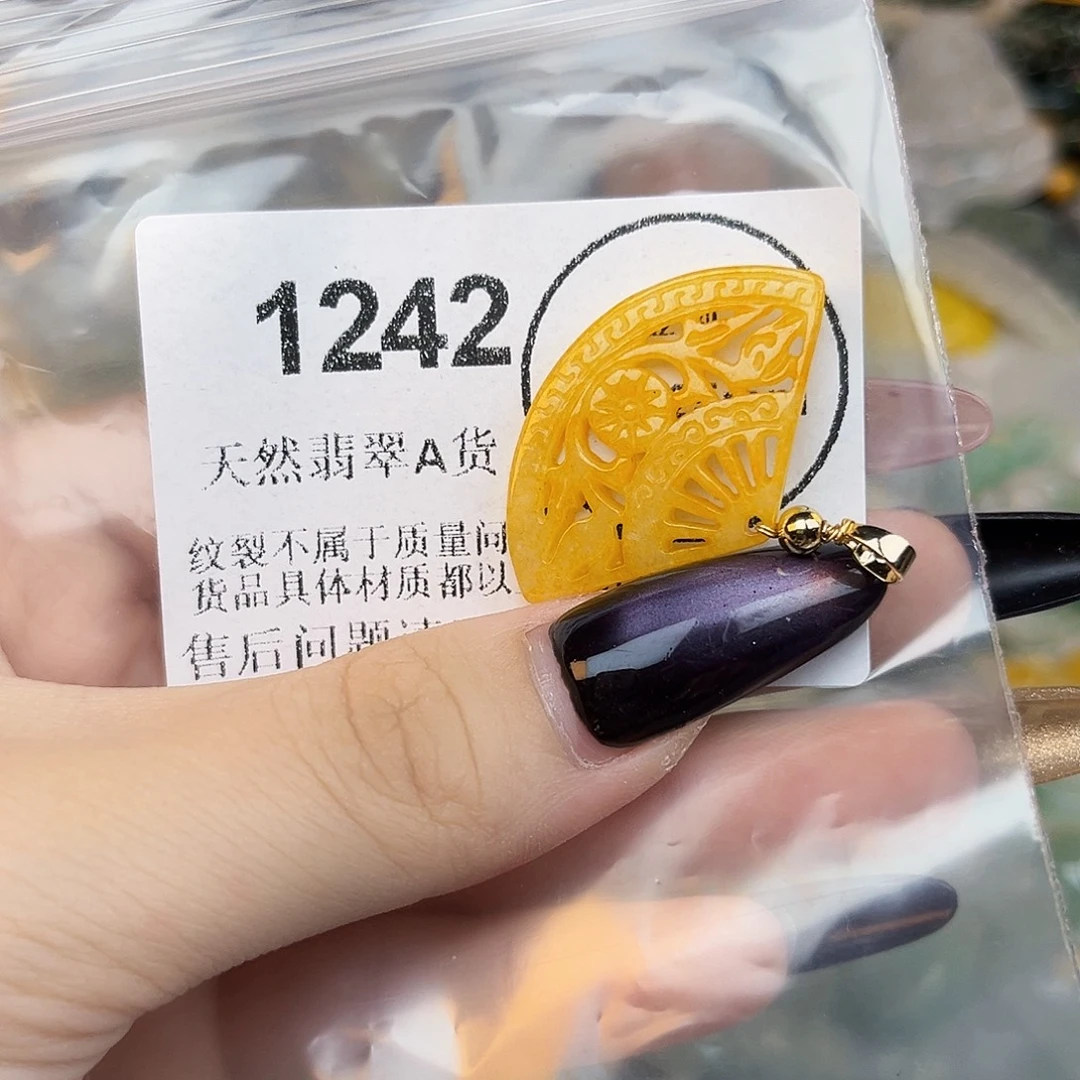 1242
天然翡翠A货
纹裂不属于质量问
货品具体材质都以
售后问题